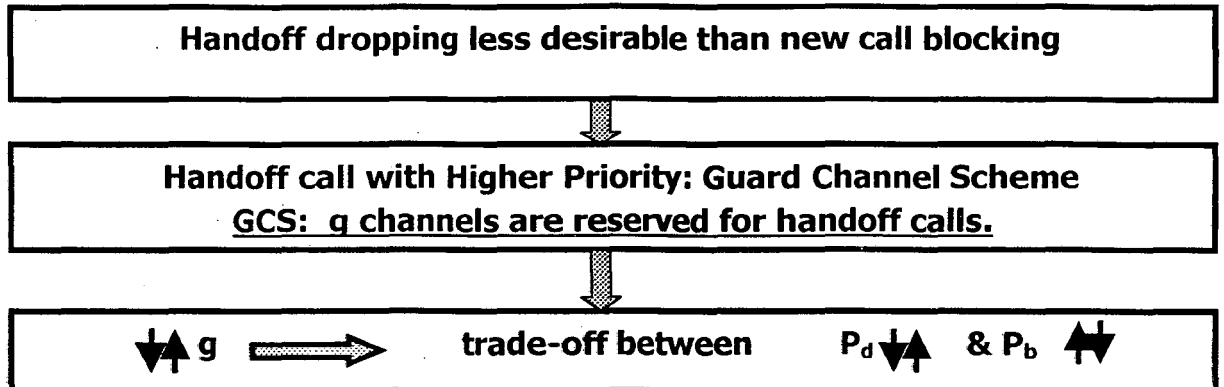 Handoff dropping less desirable than new call blocking
Handoff call with Higher Priority: Guard Channel Scheme
GCS: g channels are reserved for handoff calls.
g trade-off between Pd & Pb